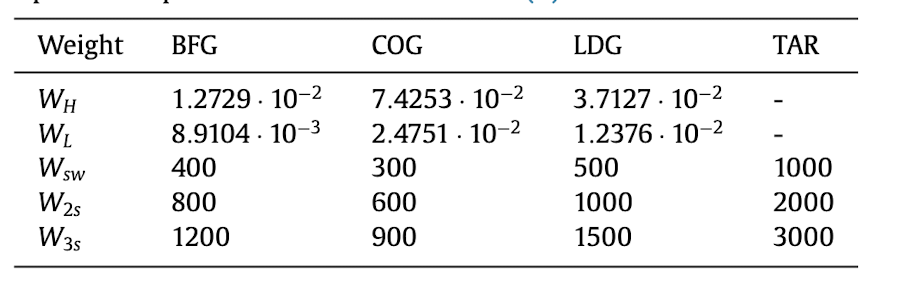 Weight BFG COG LDG TAR
W_H 1.2729 · 10^−2 7.4253 · 10^−2 3.7127 · 10^−2 -
W_L 8.9104 · 10^−3 2.4751 · 10^−2 1.2376 · 10^−2 -
W_sw 400 300 500 1000
W_2s 800 600 1000 2000
W_3s 1200 900 1500 3000